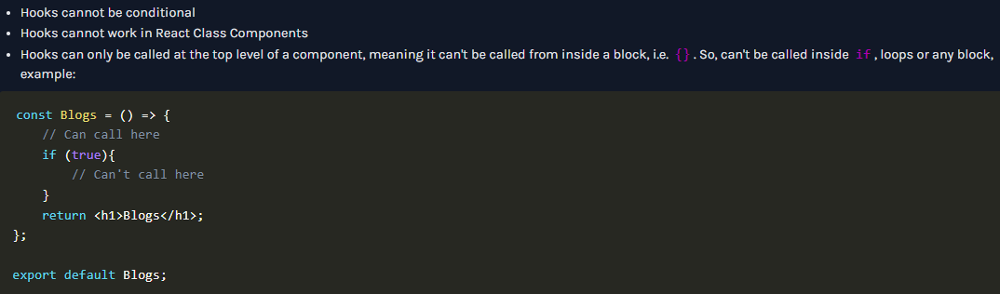 • Hooks cannot be conditional
• Hooks cannot work in React Class Components
• Hooks can only be called at the top level of a component, meaning it can't be called from inside a block, i.e. {} . So, can't be called inside if , loops or any block,
example:
const Blogs = () => {
    // Can call here
    if (true){
        // Can't call here
    }
    return <h1>Blogs</h1>;
};
export default Blogs;